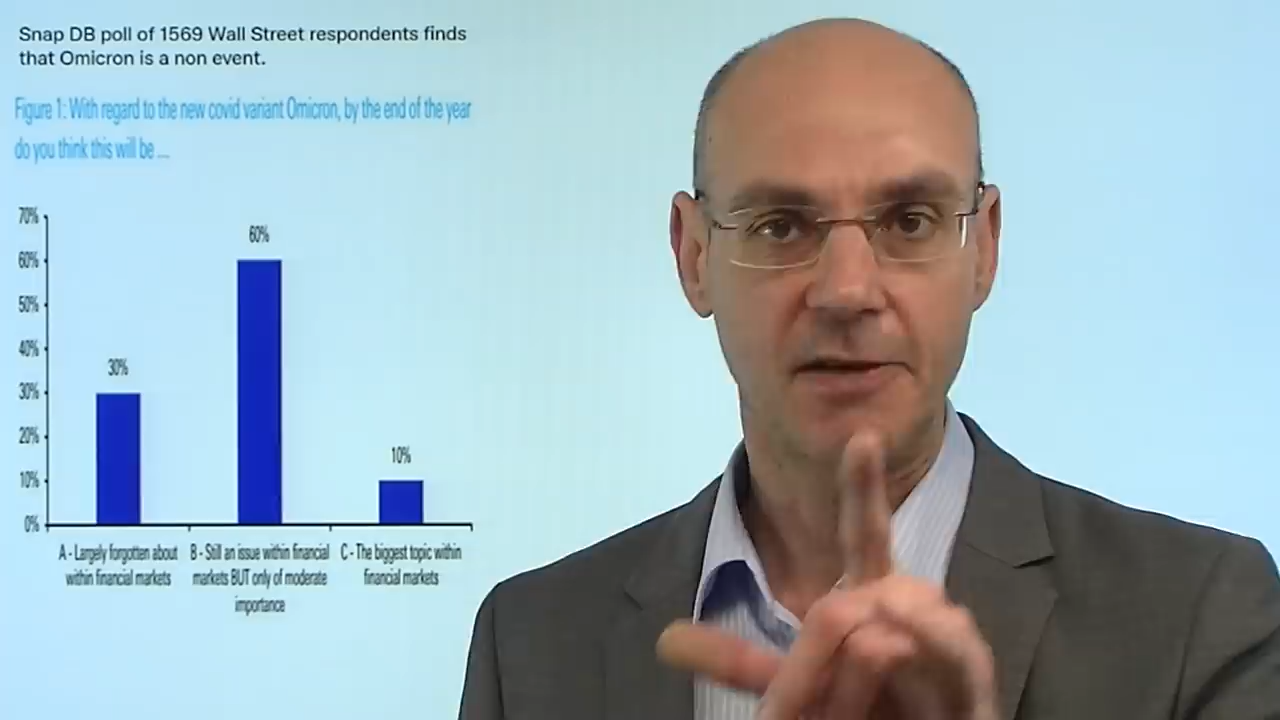 Snap DB poll of 1569 Wall Street respondents finds
that Omicron is a non event.
Figure 1: With regard to the new covid variant Omicron, by the end of the year
do you think this will be ...
70%
60%
50%
40%
30%
20%
10%
0%
30%
60%
10%
A - Largely forgotten about
within financial markets
B - Still an issue within financial
markets BUT only of moderate
importance
C - The biggest topic within
financial markets